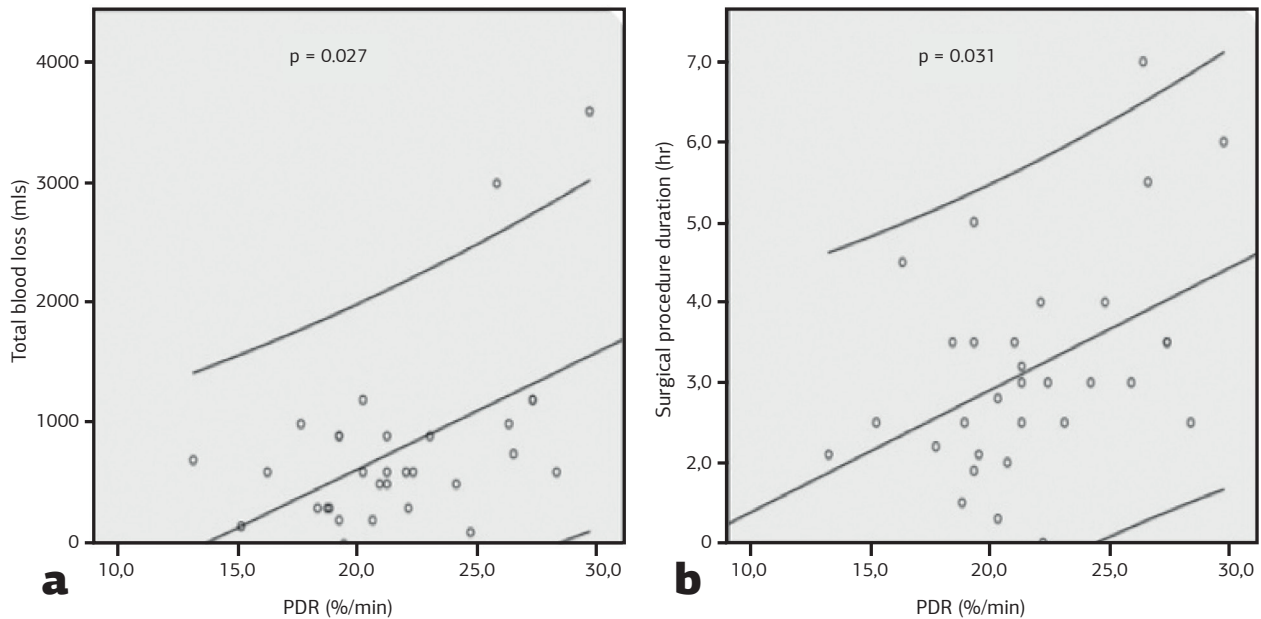 p = 0.027
Total blood loss (mls)
4000
3000
2000
1000
0
10,0 15,0 20,0 25,0 30,0
PDR (%/min)
a
p = 0.031
Surgical procedure duration (hr)
7,0
6,0
5,0
4,0
3,0
2,0
0
10,0 15,0 20,0 25,0 30,0
PDR (%/min)
b